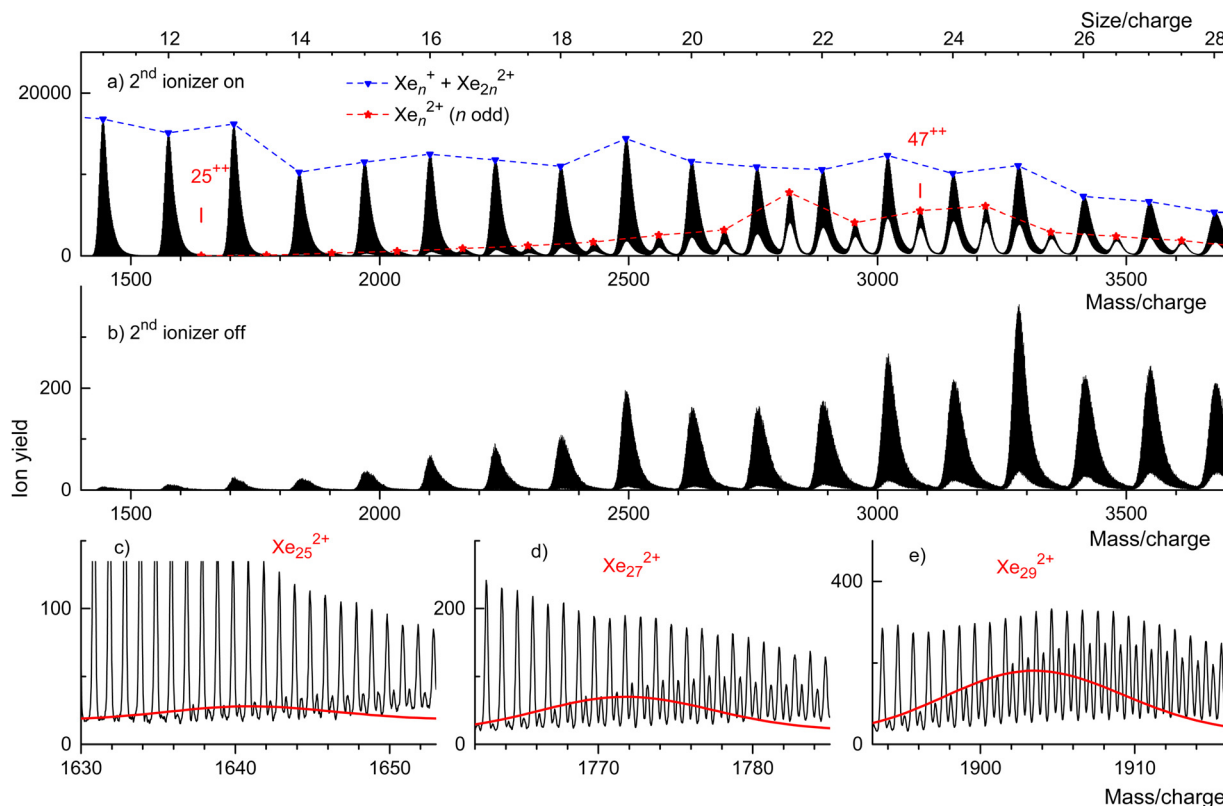 Size/charge
12 14 16 18 20 22 24 26 28
a) 2nd ionizer on
Xen+ + Xe2n2+
Xen2+ (n odd)
20000
0
25++
47++
1500 2000 2500 3000 3500
Mass/charge
b) 2nd ionizer off
Ion yield
200
0
1500 2000 2500 3000 3500
Mass/charge
c) Xe252+
100
0
1630 1640 1650
d) Xe272+
200
0
1770 1780
e) Xe292+
400
0
1900 1910
Mass/charge